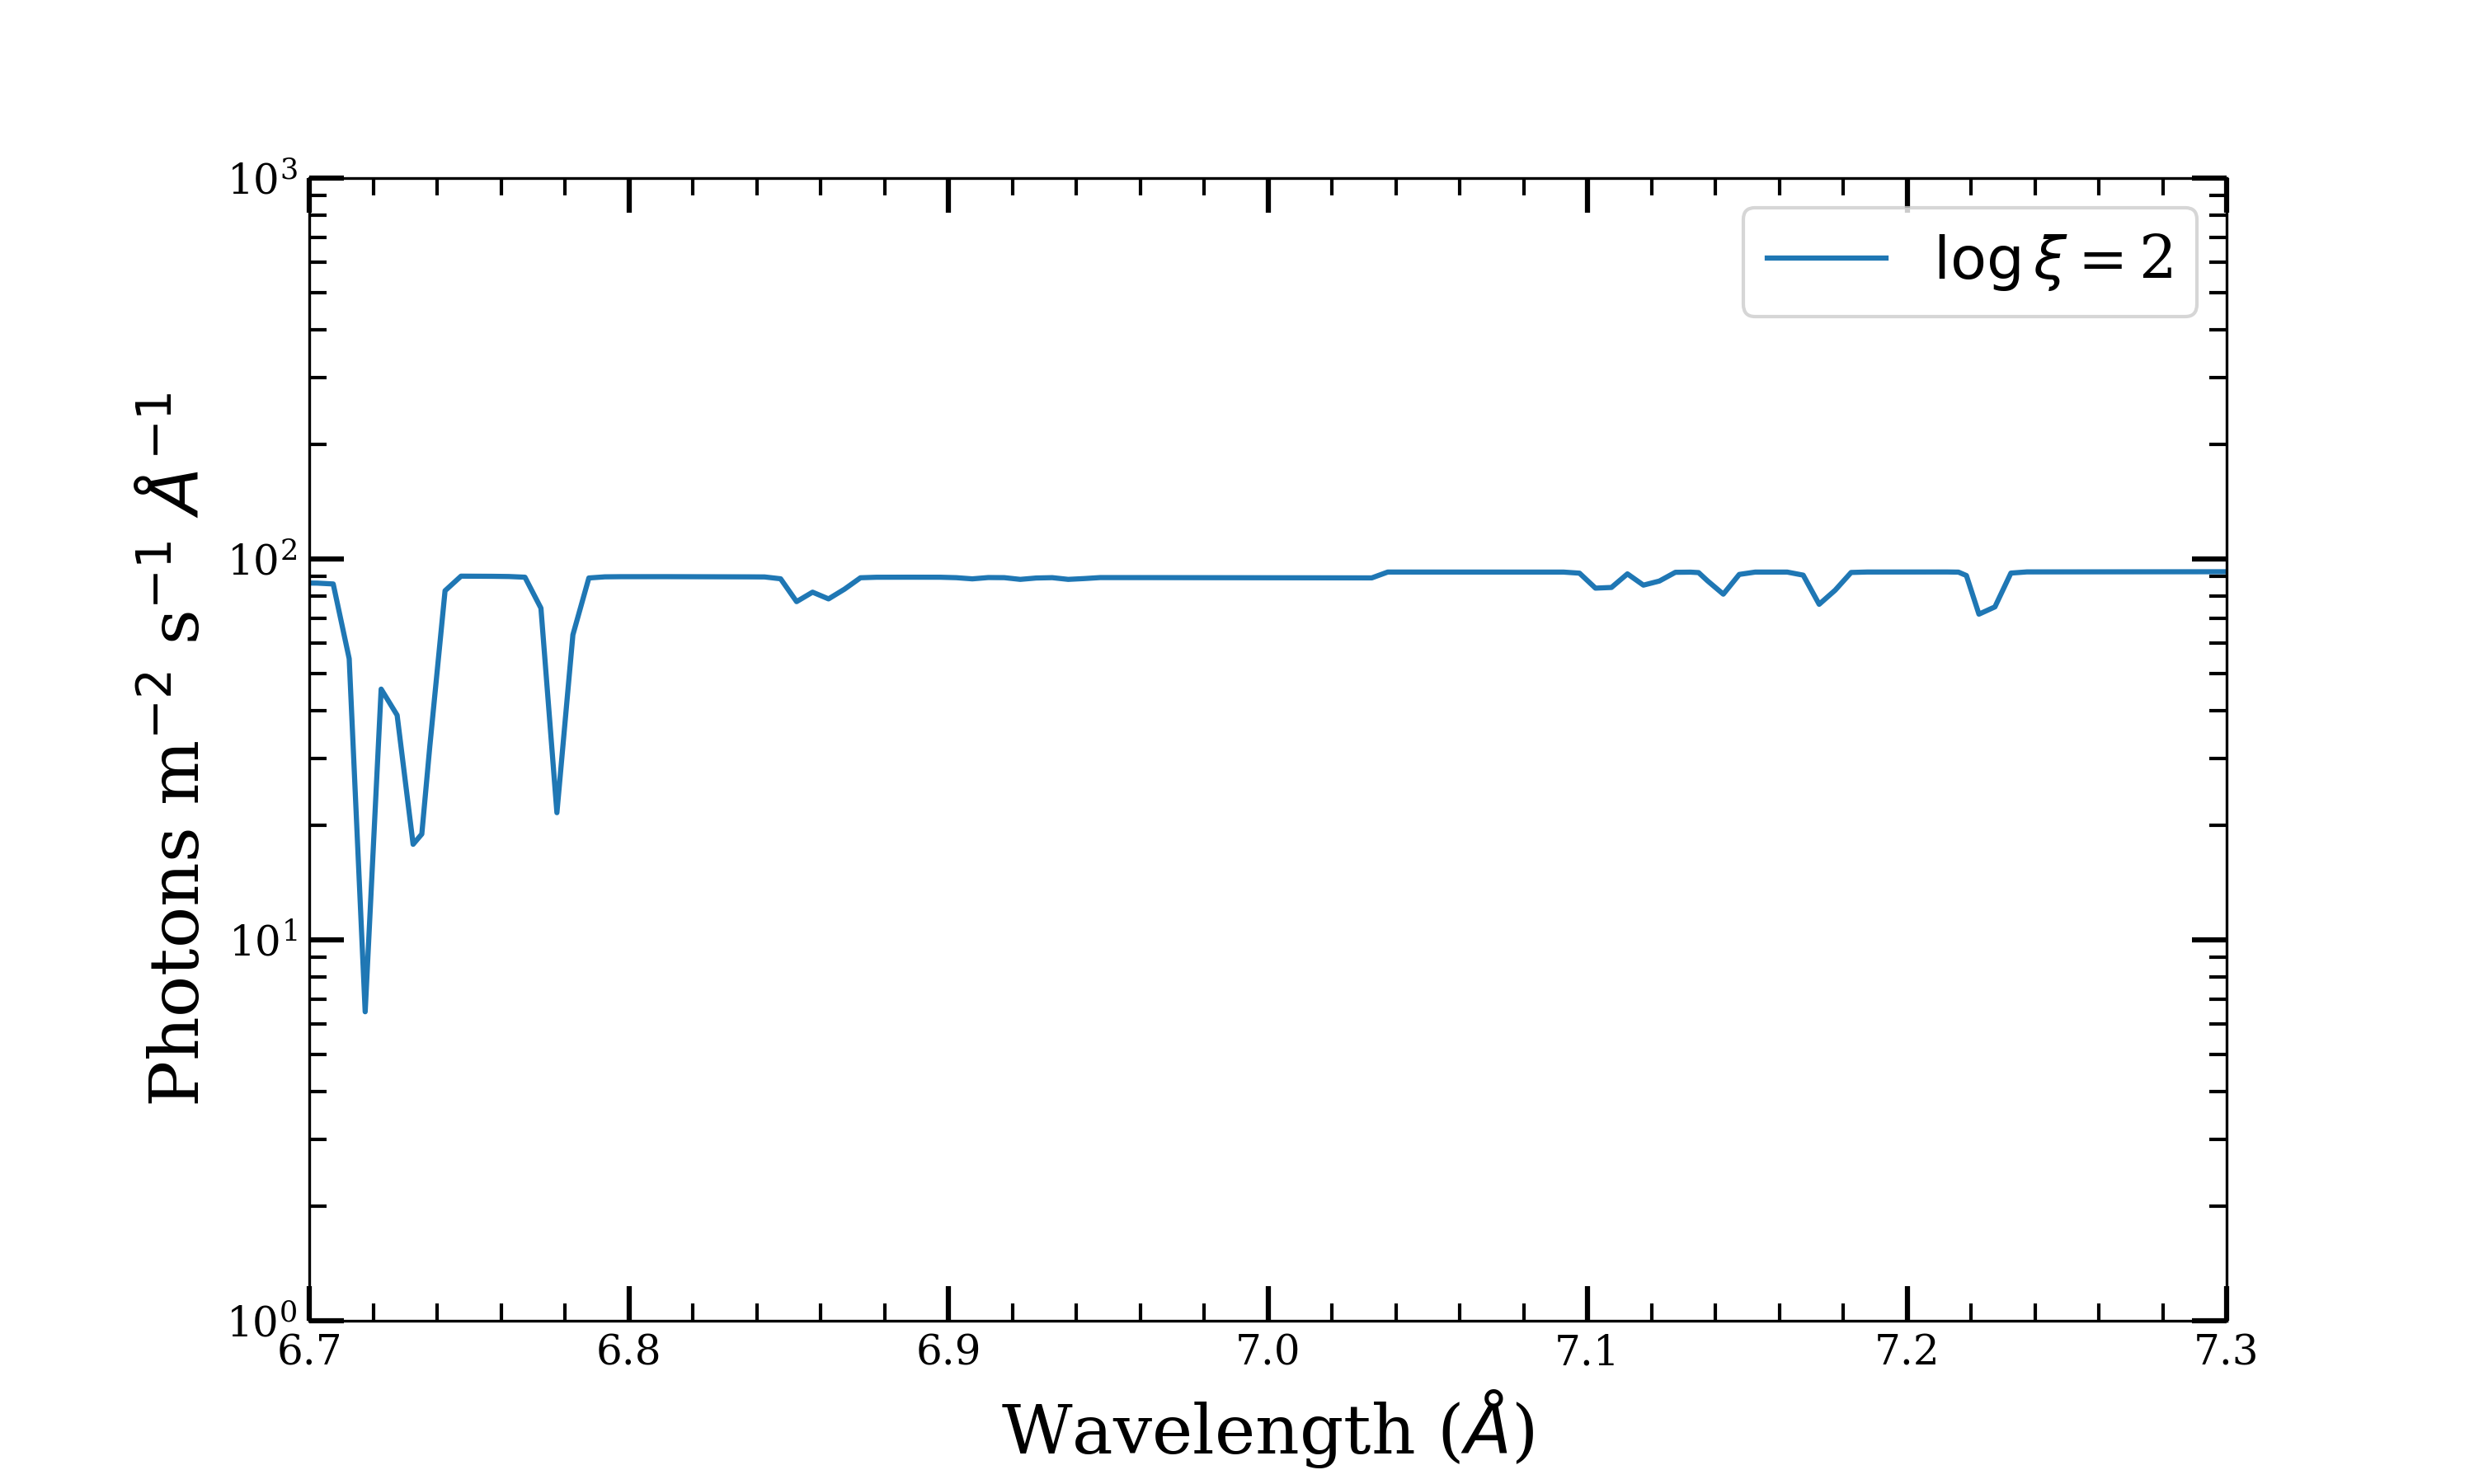 10³
10²
10¹
10⁰
Photons m⁻² s⁻¹ Å⁻¹
log ξ = 2
6.7 6.8 6.9 7.0 7.1 7.2 7.3
Wavelength (Å)